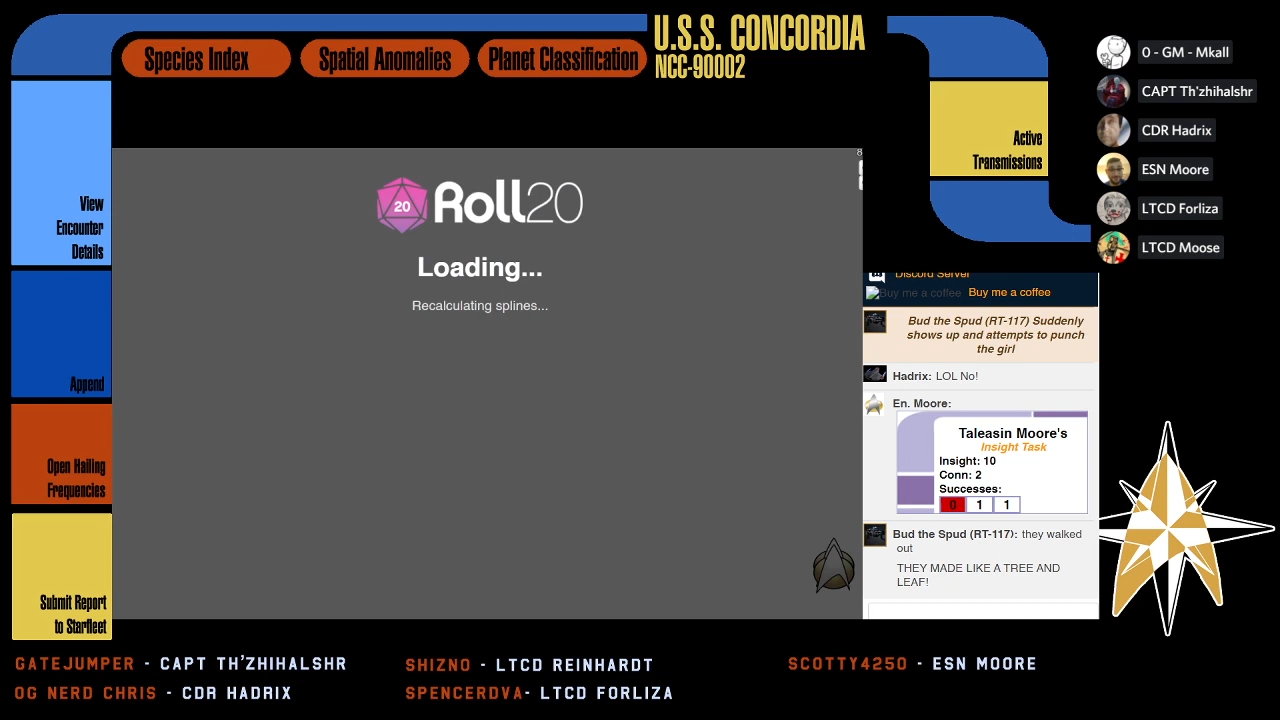 U.S.S. CONCORDIA
NCC-90002
Species Index
Spatial Anomalies
Planet Classification
View
Encounter
Details
Append
Open Hailing
Frequencies
Submit Report
to Starfleet
Active
Transmissions
0 - GM - Mkall
CAPT Th'zhihalshr
CDR Hadrix
ESN Moore
LTCD Forliza
LTCD Moose
20
Roll20
Loading...
Recalculating splines...
8
Discord Server
Buy me a coffee Buy me a coffee
Bud the Spud (RT-117) Suddenly
shows up and attempts to punch
the girl
Hadrix: LOL No!
En. Moore:
Taleasin Moore's
Insight Task
Insight: 10
Conn: 2
Successes:
0 1 1
Bud the Spud (RT-117): they walked
out
THEY MADE LIKE A TREE AND
LEAF!
GATEJUMPER - CAPT TH'ZHIHALSHR
SHIZNO - LTCD REINHARDT
SCOTTY4250 - ESN MOORE
OG NERD CHRIS - CDR HADRIX
SPENCERDVA- LTCD FORLIZA